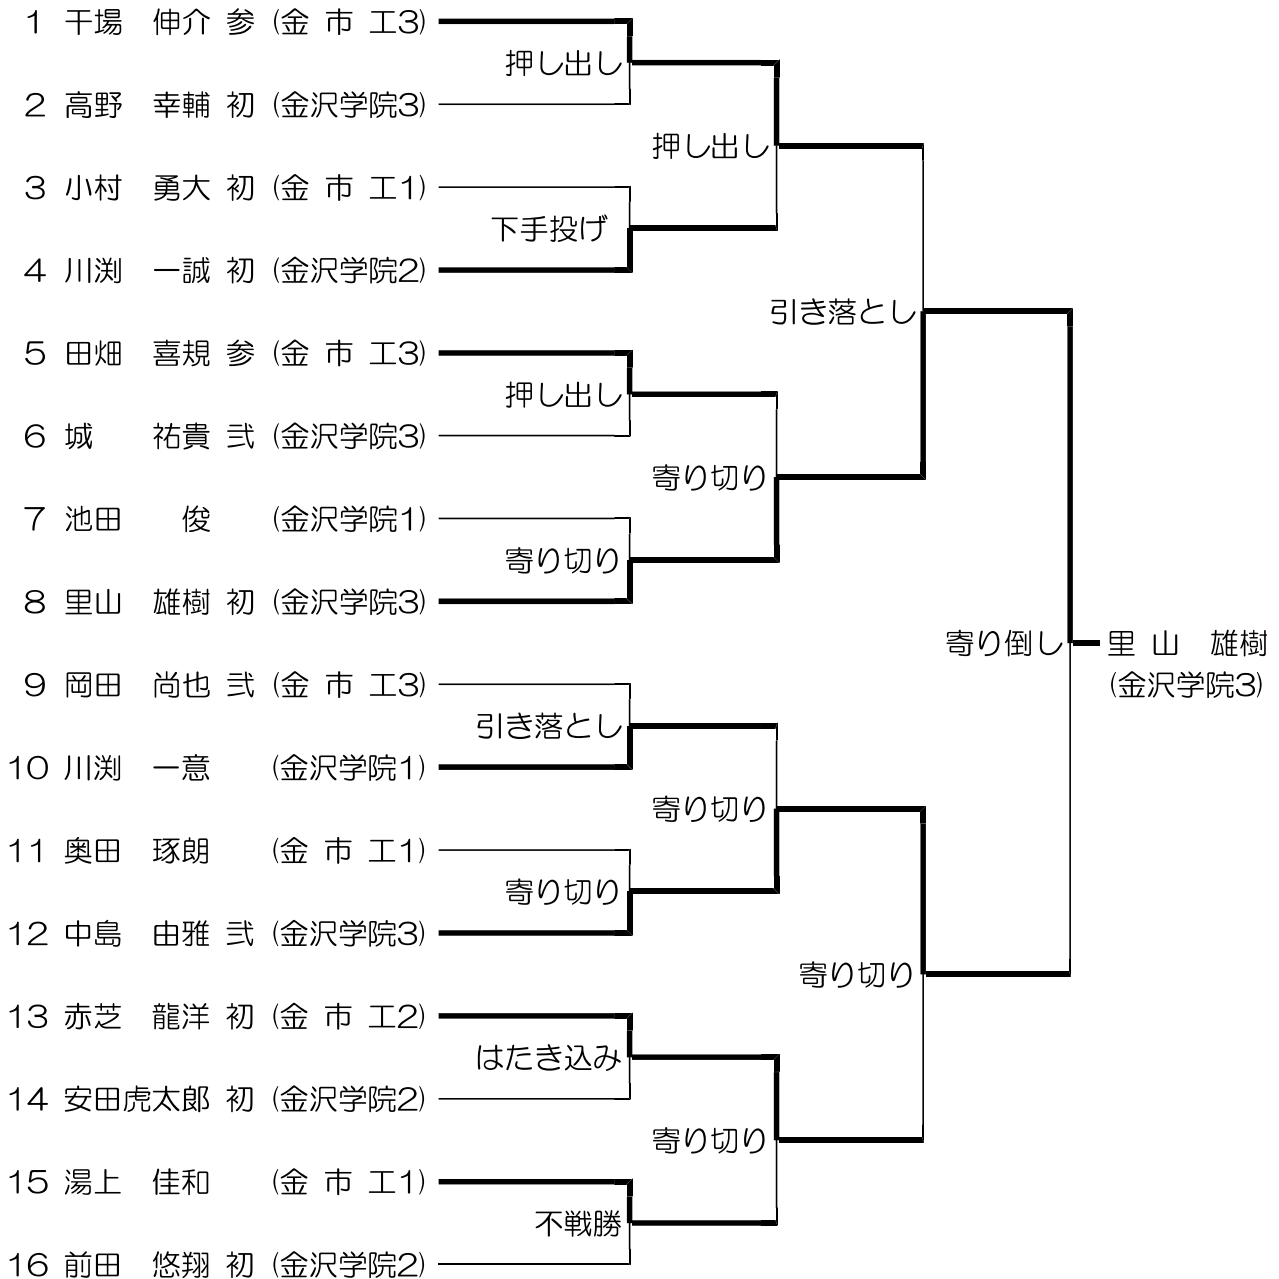 1 干場 伸介 参 (金 市 工3)
押し出し
2 高野 幸輔 初 (金沢学院3)
押し出し
3 小村 勇大 初 (金 市 工1)
下手投げ
4 川渕 一誠 初 (金沢学院2)
引き落とし
5 田畑 喜規 参 (金 市 工3)
押し出し
6 城 祐貴 弐 (金沢学院3)
寄り切り
7 池田 俊 (金沢学院1)
寄り切り
8 里山 雄樹 初 (金沢学院3)
寄り倒し 里 山 雄樹
(金沢学院3)
9 岡田 尚也 弐 (金 市 工3)
引き落とし
10 川渕 一意 (金沢学院1)
寄り切り
11 奥田 琢朗 (金 市 工1)
寄り切り
12 中島 由雅 弐 (金沢学院3)
寄り切り
13 赤芝 龍洋 初 (金 市 工2)
はたき込み
14 安田虎太郎 初 (金沢学院2)
寄り切り
15 湯上 佳和 (金 市 工1)
不戦勝
16 前田 悠翔 初 (金沢学院2)